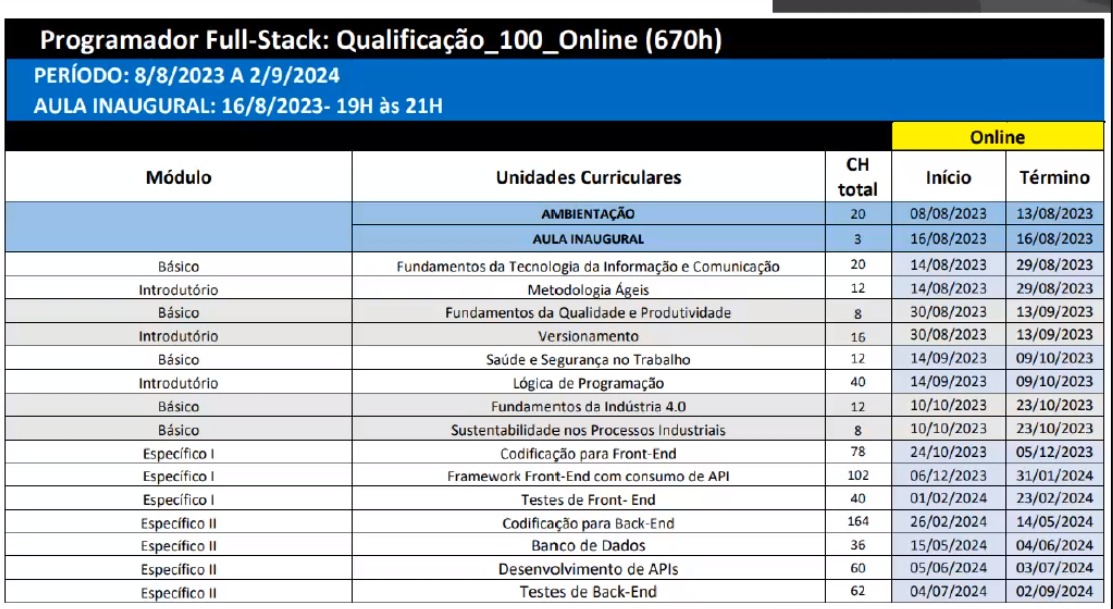 Programador Full-Stack: Qualificação_100_Online (670h)
PERÍODO: 8/8/2023 A 2/9/2024
AULA INAUGURAL: 16/8/2023- 19H às 21H
Online
Módulo Unidades Curriculares CH total Início Término
AMBIENTAÇÃO 20 08/08/2023 13/08/2023
AULA INAUGURAL 3 16/08/2023 16/08/2023
Básico Fundamentos da Tecnologia da Informação e Comunicação 20 14/08/2023 29/08/2023
Introdutório Metodologia Ágeis 12 14/08/2023 29/08/2023
Básico Fundamentos da Qualidade e Produtividade 8 30/08/2023 13/09/2023
Introdutório Versionamento 16 30/08/2023 13/09/2023
Básico Saúde e Segurança no Trabalho 12 14/09/2023 09/10/2023
Introdutório Lógica de Programação 40 14/09/2023 09/10/2023
Básico Fundamentos da Indústria 4.0 12 10/10/2023 23/10/2023
Básico Sustentabilidade nos Processos Industriais 8 10/10/2023 23/10/2023
Específico I Codificação para Front-End 78 24/10/2023 05/12/2023
Específico I Framework Front-End com consumo de API 102 06/12/2023 31/01/2024
Específico I Testes de Front- End 40 01/02/2024 23/02/2024
Específico II Codificação para Back-End 164 26/02/2024 14/05/2024
Específico II Banco de Dados 36 15/05/2024 04/06/2024
Específico II Desenvolvimento de APIs 60 05/06/2024 03/07/2024
Específico II Testes de Back-End 62 04/07/2024 02/09/2024